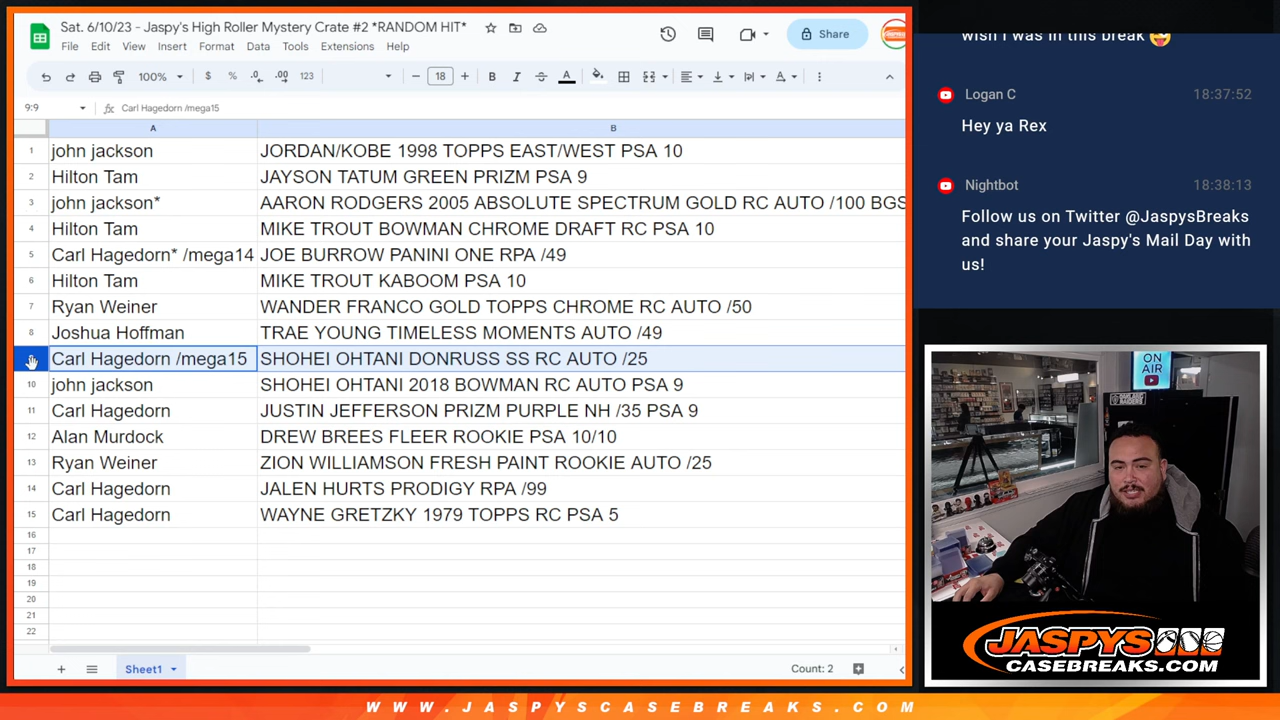 Sat. 6/10/23 - Jaspy's High Roller Mystery Crate #2 *RANDOM HIT*
File Edit View Insert Format Data Tools Extensions Help
Share
100% $ % .0 .00 123 18 B I A
9:9 fx Carl Hagedorn /mega15
A B
1 john jackson JORDAN/KOBE 1998 TOPPS EAST/WEST PSA 10
2 Hilton Tam JAYSON TATUM GREEN PRIZM PSA 9
3 john jackson* AARON RODGERS 2005 ABSOLUTE SPECTRUM GOLD RC AUTO /100 BGS
4 Hilton Tam MIKE TROUT BOWMAN CHROME DRAFT RC PSA 10
5 Carl Hagedorn* /mega14 JOE BURROW PANINI ONE RPA /49
6 Hilton Tam MIKE TROUT KABOOM PSA 10
7 Ryan Weiner WANDER FRANCO GOLD TOPPS CHROME RC AUTO /50
8 Joshua Hoffman TRAE YOUNG TIMELESS MOMENTS AUTO /49
Carl Hagedorn /mega15 SHOHEI OHTANI DONRUSS SS RC AUTO /25
10 john jackson SHOHEI OHTANI 2018 BOWMAN RC AUTO PSA 9
11 Carl Hagedorn JUSTIN JEFFERSON PRIZM PURPLE NH /35 PSA 9
12 Alan Murdock DREW BREES FLEER ROOKIE PSA 10/10
13 Ryan Weiner ZION WILLIAMSON FRESH PAINT ROOKIE AUTO /25
14 Carl Hagedorn JALEN HURTS PRODIGY RPA /99
15 Carl Hagedorn WAYNE GRETZKY 1979 TOPPS RC PSA 5
16
17
18
19
20
21
22
Sheet1
Count: 2
wish I was in this break
Logan C 18:37:52
Hey ya Rex
Nightbot 18:38:13
Follow us on Twitter @JaspysBreaks
and share your Jaspy's Mail Day with
us!
ON
AIR
JASPYS
CASEBREAKS.COM
WWW.JASPYSCASEBREAKS.COM